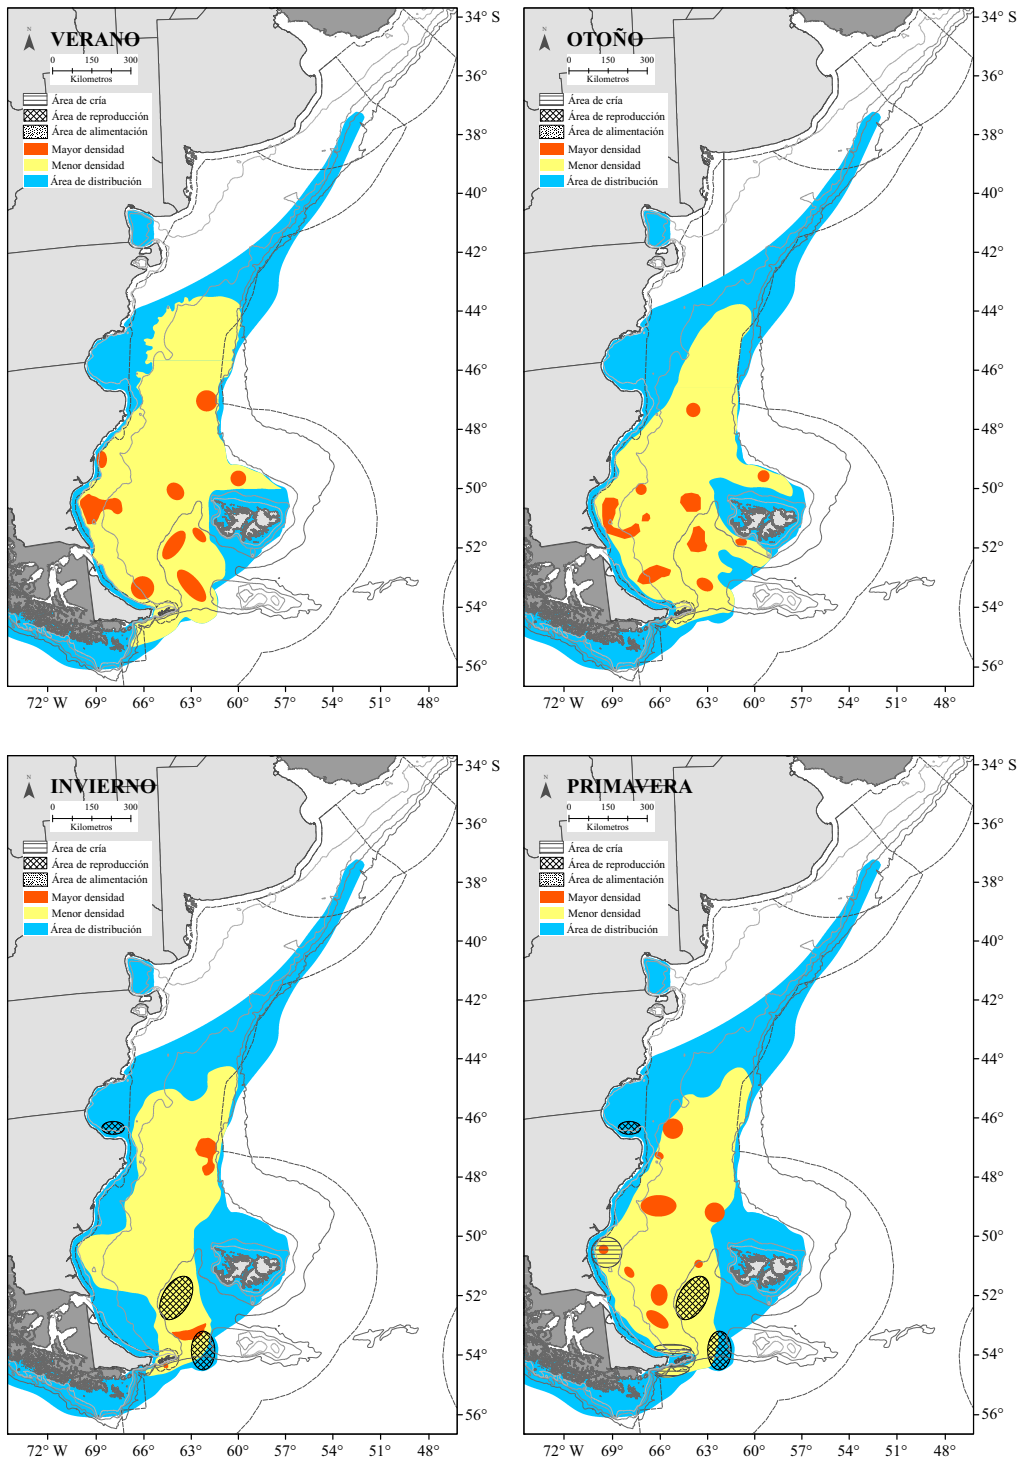 N
VERANO
0 150 300
Kilometros
Área de cría
Área de reproducción
Área de alimentación
Mayor densidad
Menor densidad
Área de distribución
34° S
36°
38°
40°
42°
44°
46°
48°
50°
52°
54°
56°
72° W 69° 66° 63° 60° 57° 54° 51° 48°
N
OTOÑO
0 150 300
Kilometros
Área de cría
Área de reproducción
Área de alimentación
Mayor densidad
Menor densidad
Área de distribución
34° S
36°
38°
40°
42°
44°
46°
48°
50°
52°
54°
56°
72° W 69° 66° 63° 60° 57° 54° 51° 48°
N
INVIERNO
0 150 300
Kilometros
Área de cría
Área de reproducción
Área de alimentación
Mayor densidad
Menor densidad
Área de distribución
34° S
36°
38°
40°
42°
44°
46°
48°
50°
52°
54°
56°
72° W 69° 66° 63° 60° 57° 54° 51° 48°
N
PRIMAVERA
0 150 300
Kilometros
Área de cría
Área de reproducción
Área de alimentación
Mayor densidad
Menor densidad
Área de distribución
34° S
36°
38°
40°
42°
44°
46°
48°
50°
52°
54°
56°
72° W 69° 66° 63° 60° 57° 54° 51° 48°